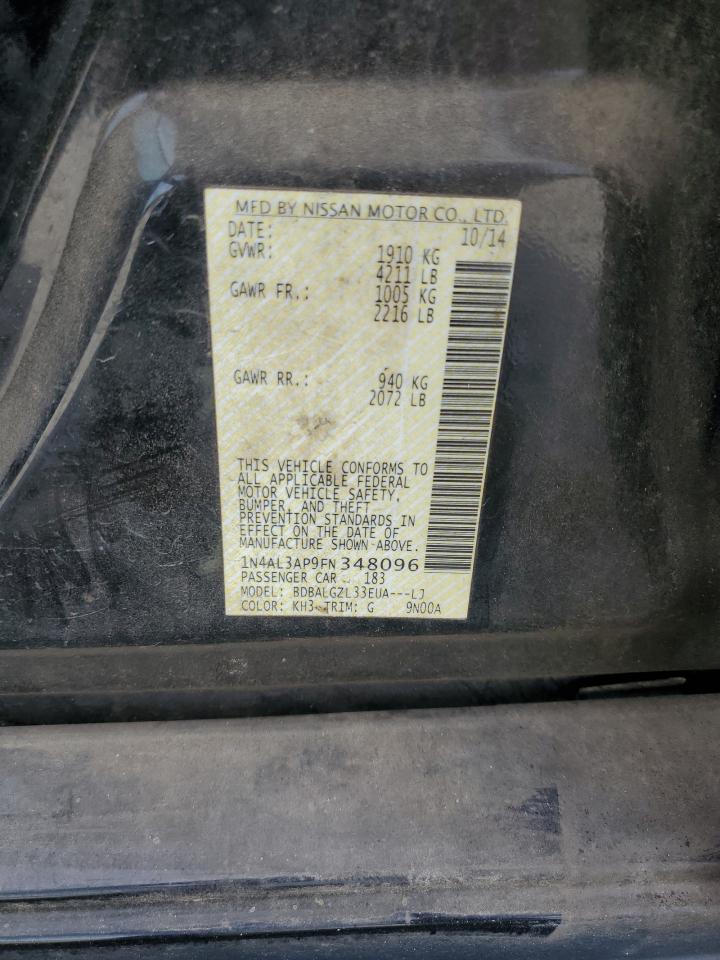 MFD BY NISSAN MOTOR CO., LTD.
DATE: 10/14
GVWR: 1910 KG
4211 LB
GAWR FR.: 1005 KG
2216 LB
GAWR RR.: 940 KG
2072 LB
THIS VEHICLE CONFORMS TO
ALL APPLICABLE FEDERAL
MOTOR VEHICLE SAFETY,
BUMPER, AND THEFT
PREVENTION STANDARDS IN
EFFECT ON THE DATE OF
MANUFACTURE SHOWN ABOVE.
1N4AL3AP9FN348096
PASSENGER CAR 183
MODEL: BDBALGZL33EUA---LJ
COLOR: KH3 TRIM: G 9N00A